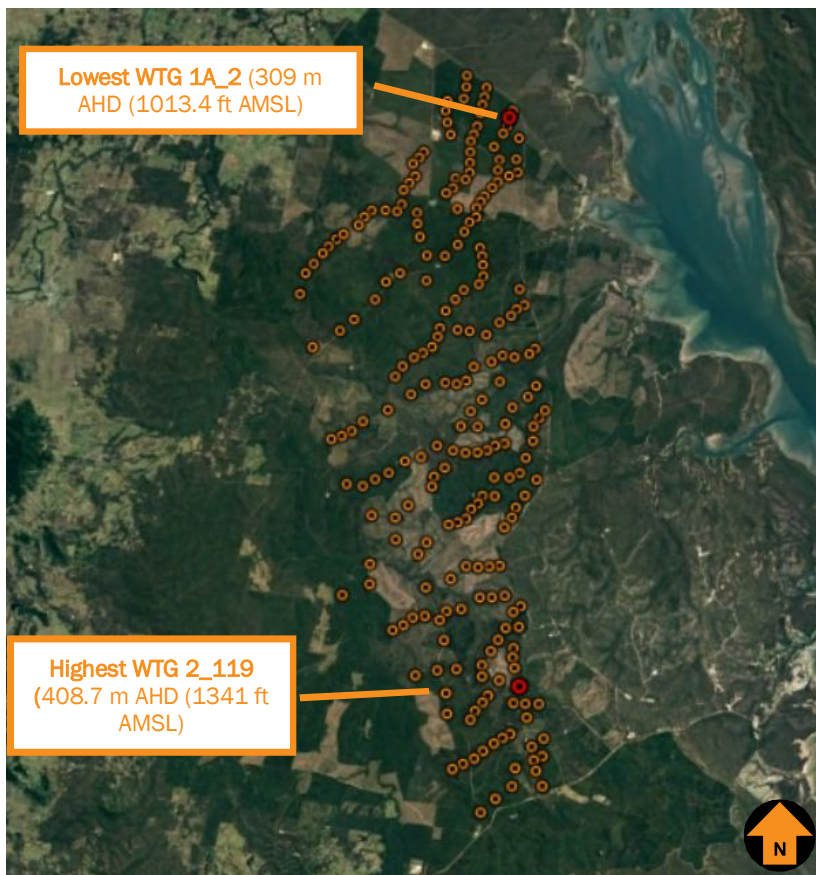 Lowest WTG 1A_2 (309 m
AHD (1013.4 ft AMSL)
Highest WTG 2_119
(408.7 m AHD (1341 ft
AMSL)
N